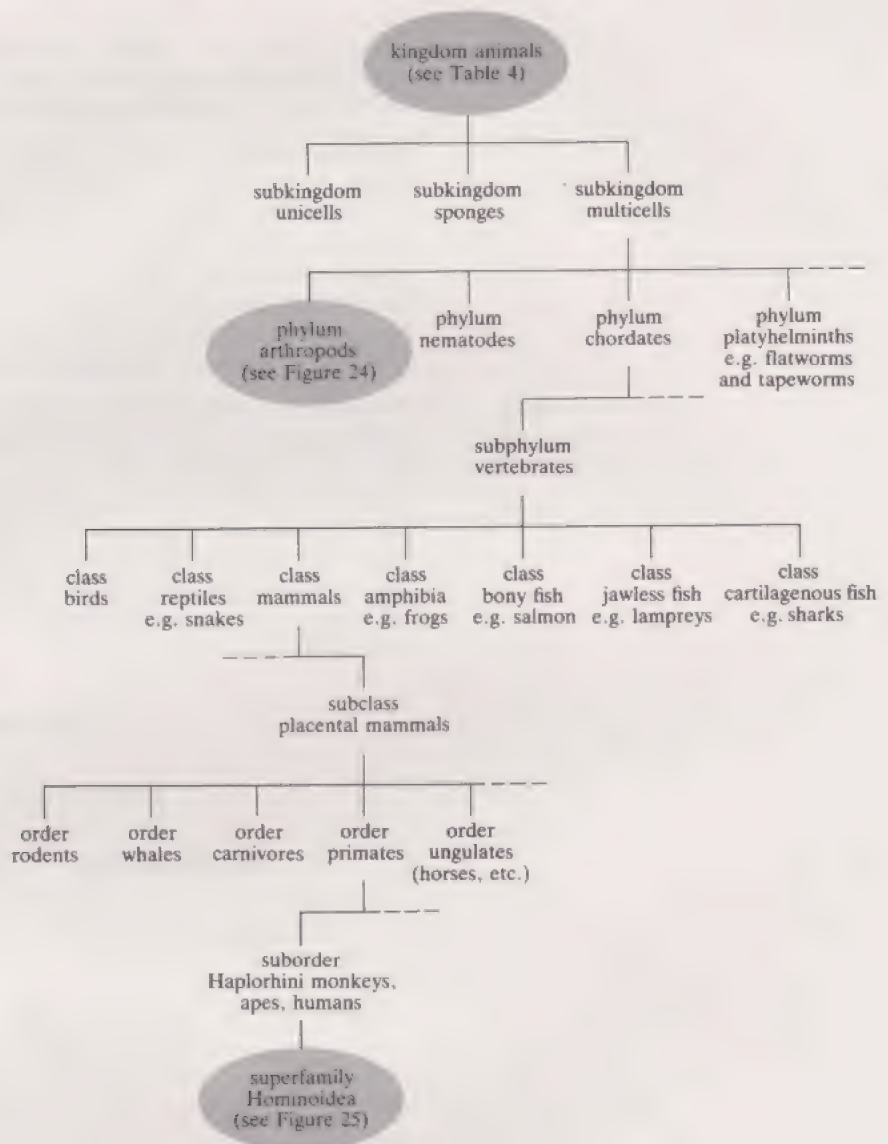 kingdom animals
(see Table 4)
subkingdom
unicells
subkingdom
sponges
subkingdom
multicells
phylum
arthropods
(see Figure 24)
phylum
nematodes
phylum
chordates
phylum
platyhelminths
e.g. flatworms
and tapeworms
subphylum
vertebrates
class
birds
class
reptiles
e.g. snakes
class
mammals
class
amphibia
e.g. frogs
class
bony fish
e.g. salmon
class
jawless fish
e.g. lampreys
class
cartilagenous fish
e.g. sharks
subclass
placental mammals
order
rodents
order
whales
order
carnivores
order
primates
order
ungulates
(horses, etc.)
suborder
Haplorhini monkeys,
apes, humans
superfamily
Hominoidea
(see Figure 25)